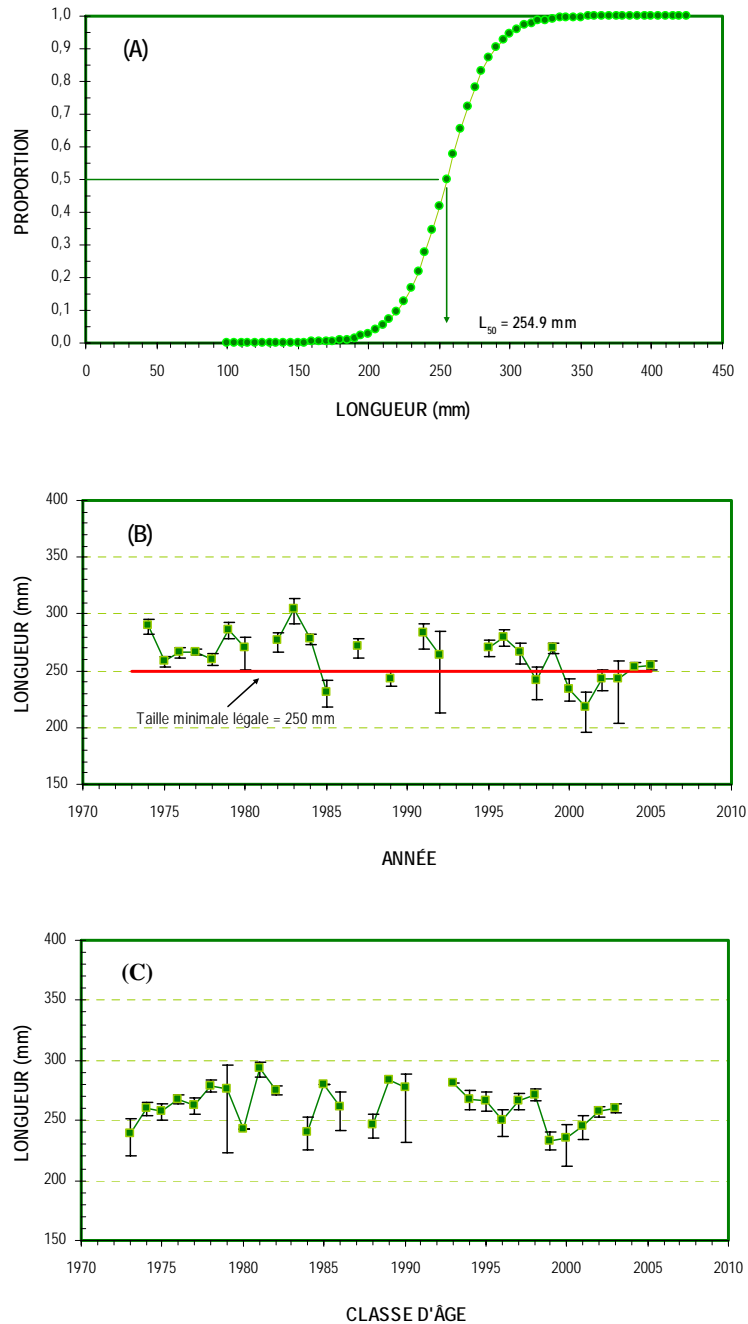 (A)
PROPORTION
1,0
0,9
0,8
0,7
0,6
0,5
0,4
0,3
0,2
0,1
0,0
L50 = 254.9 mm
0 50 100 150 200 250 300 350 400 450
LONGUEUR (mm)
(B)
LONGUEUR (mm)
400
350
300
250
200
150
Taille minimale légale = 250 mm
1970 1975 1980 1985 1990 1995 2000 2005 2010
ANNÉE
(C)
LONGUEUR (mm)
400
350
300
250
200
150
1970 1975 1980 1985 1990 1995 2000 2005 2010
CLASSE D'ÂGE